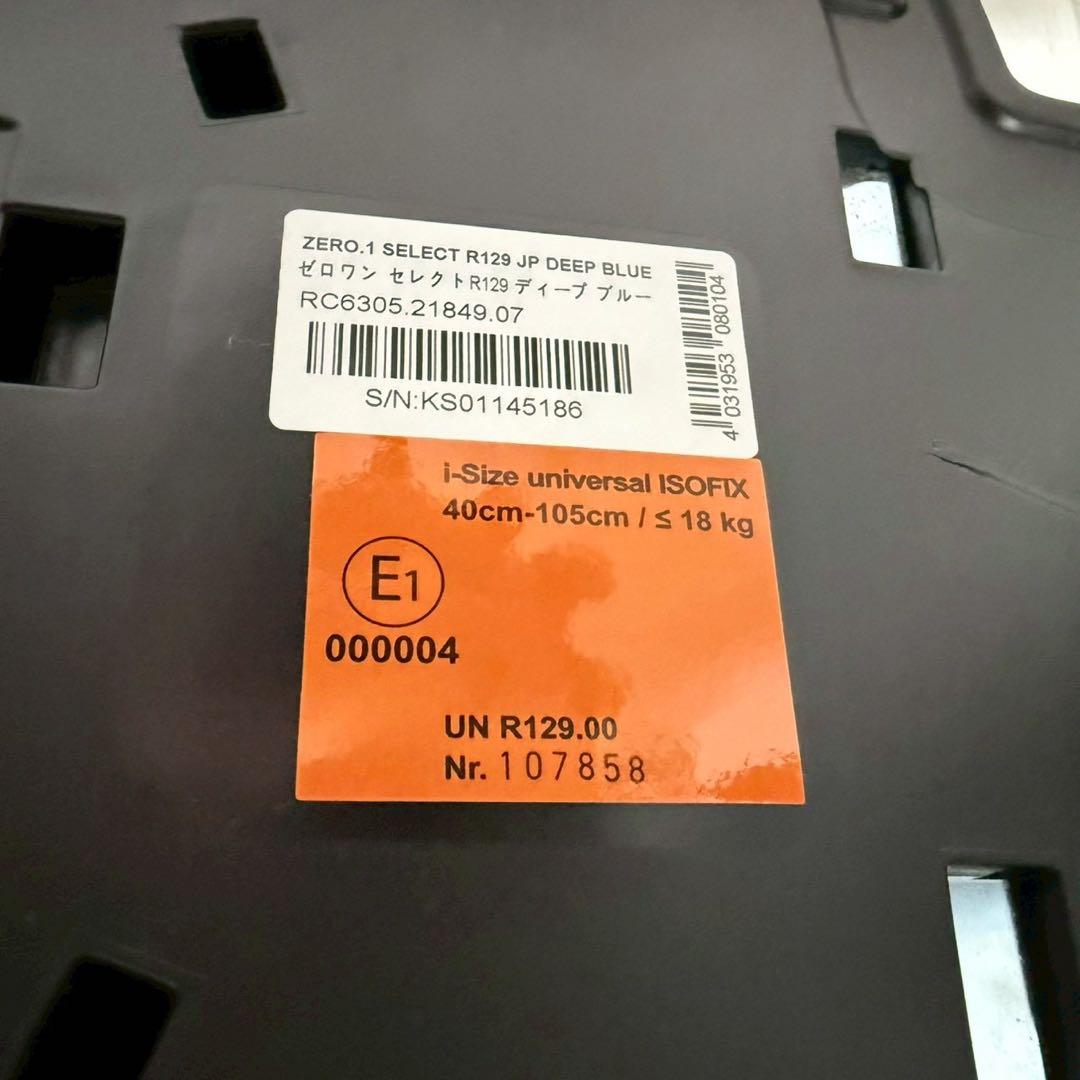 ZERO.1 SELECT R129 JP DEEP BLUE
ゼロワン セレクトR129 ディープ ブルー
RC6305.21849.07
S/N:KS01145186
4 031953 080104
i-Size universal ISOFIX
40cm-105cm / ≤ 18 kg
E1
000004
UN R129.00
Nr. 107858